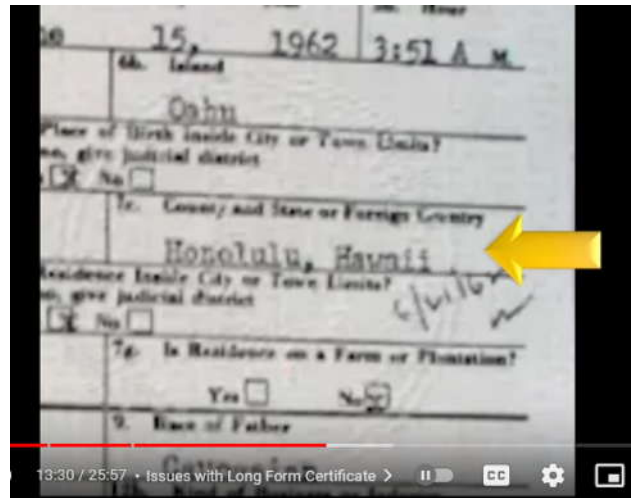 15, 1962 3:51 A M.
6b. Island
Oahu
Place of Birth Inside City or Town Limits?
give judicial district
No
7c. County and State or Foreign Country
Honolulu, Hawaii
Residence Inside City or Town Limits?
give judicial district
No
7g. Is Residence on a Farm or Plantation?
Yes No
9. Race of Father
13:30 / 25:57 • Issues with Long Form Certificate >
CC